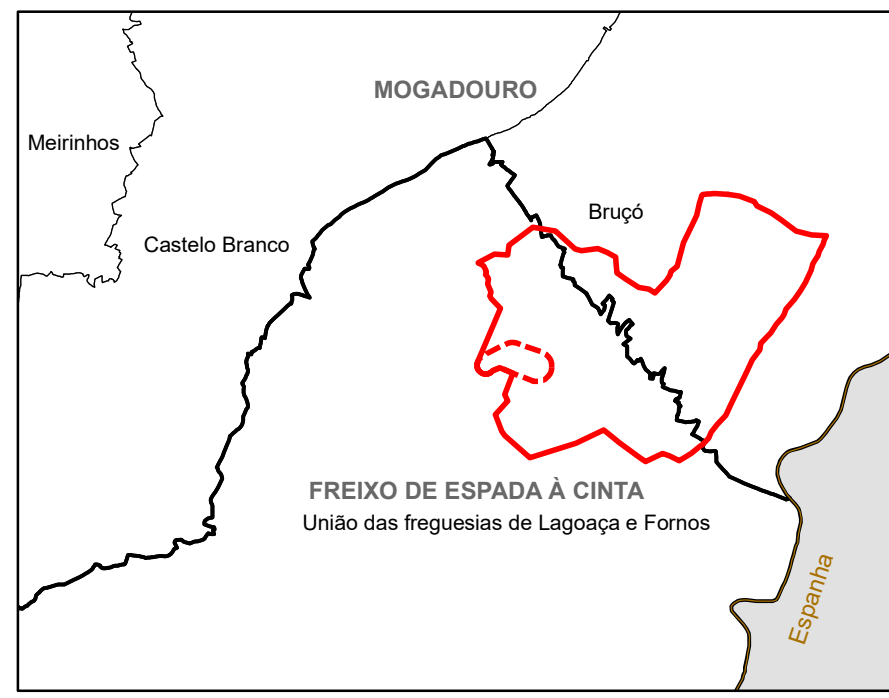 MOGADOURO
Meirinhos
Bruçó
Castelo Branco
FREIXO DE ESPADA À CINTA
União das freguesias de Lagoaça e Fornos
Espanha